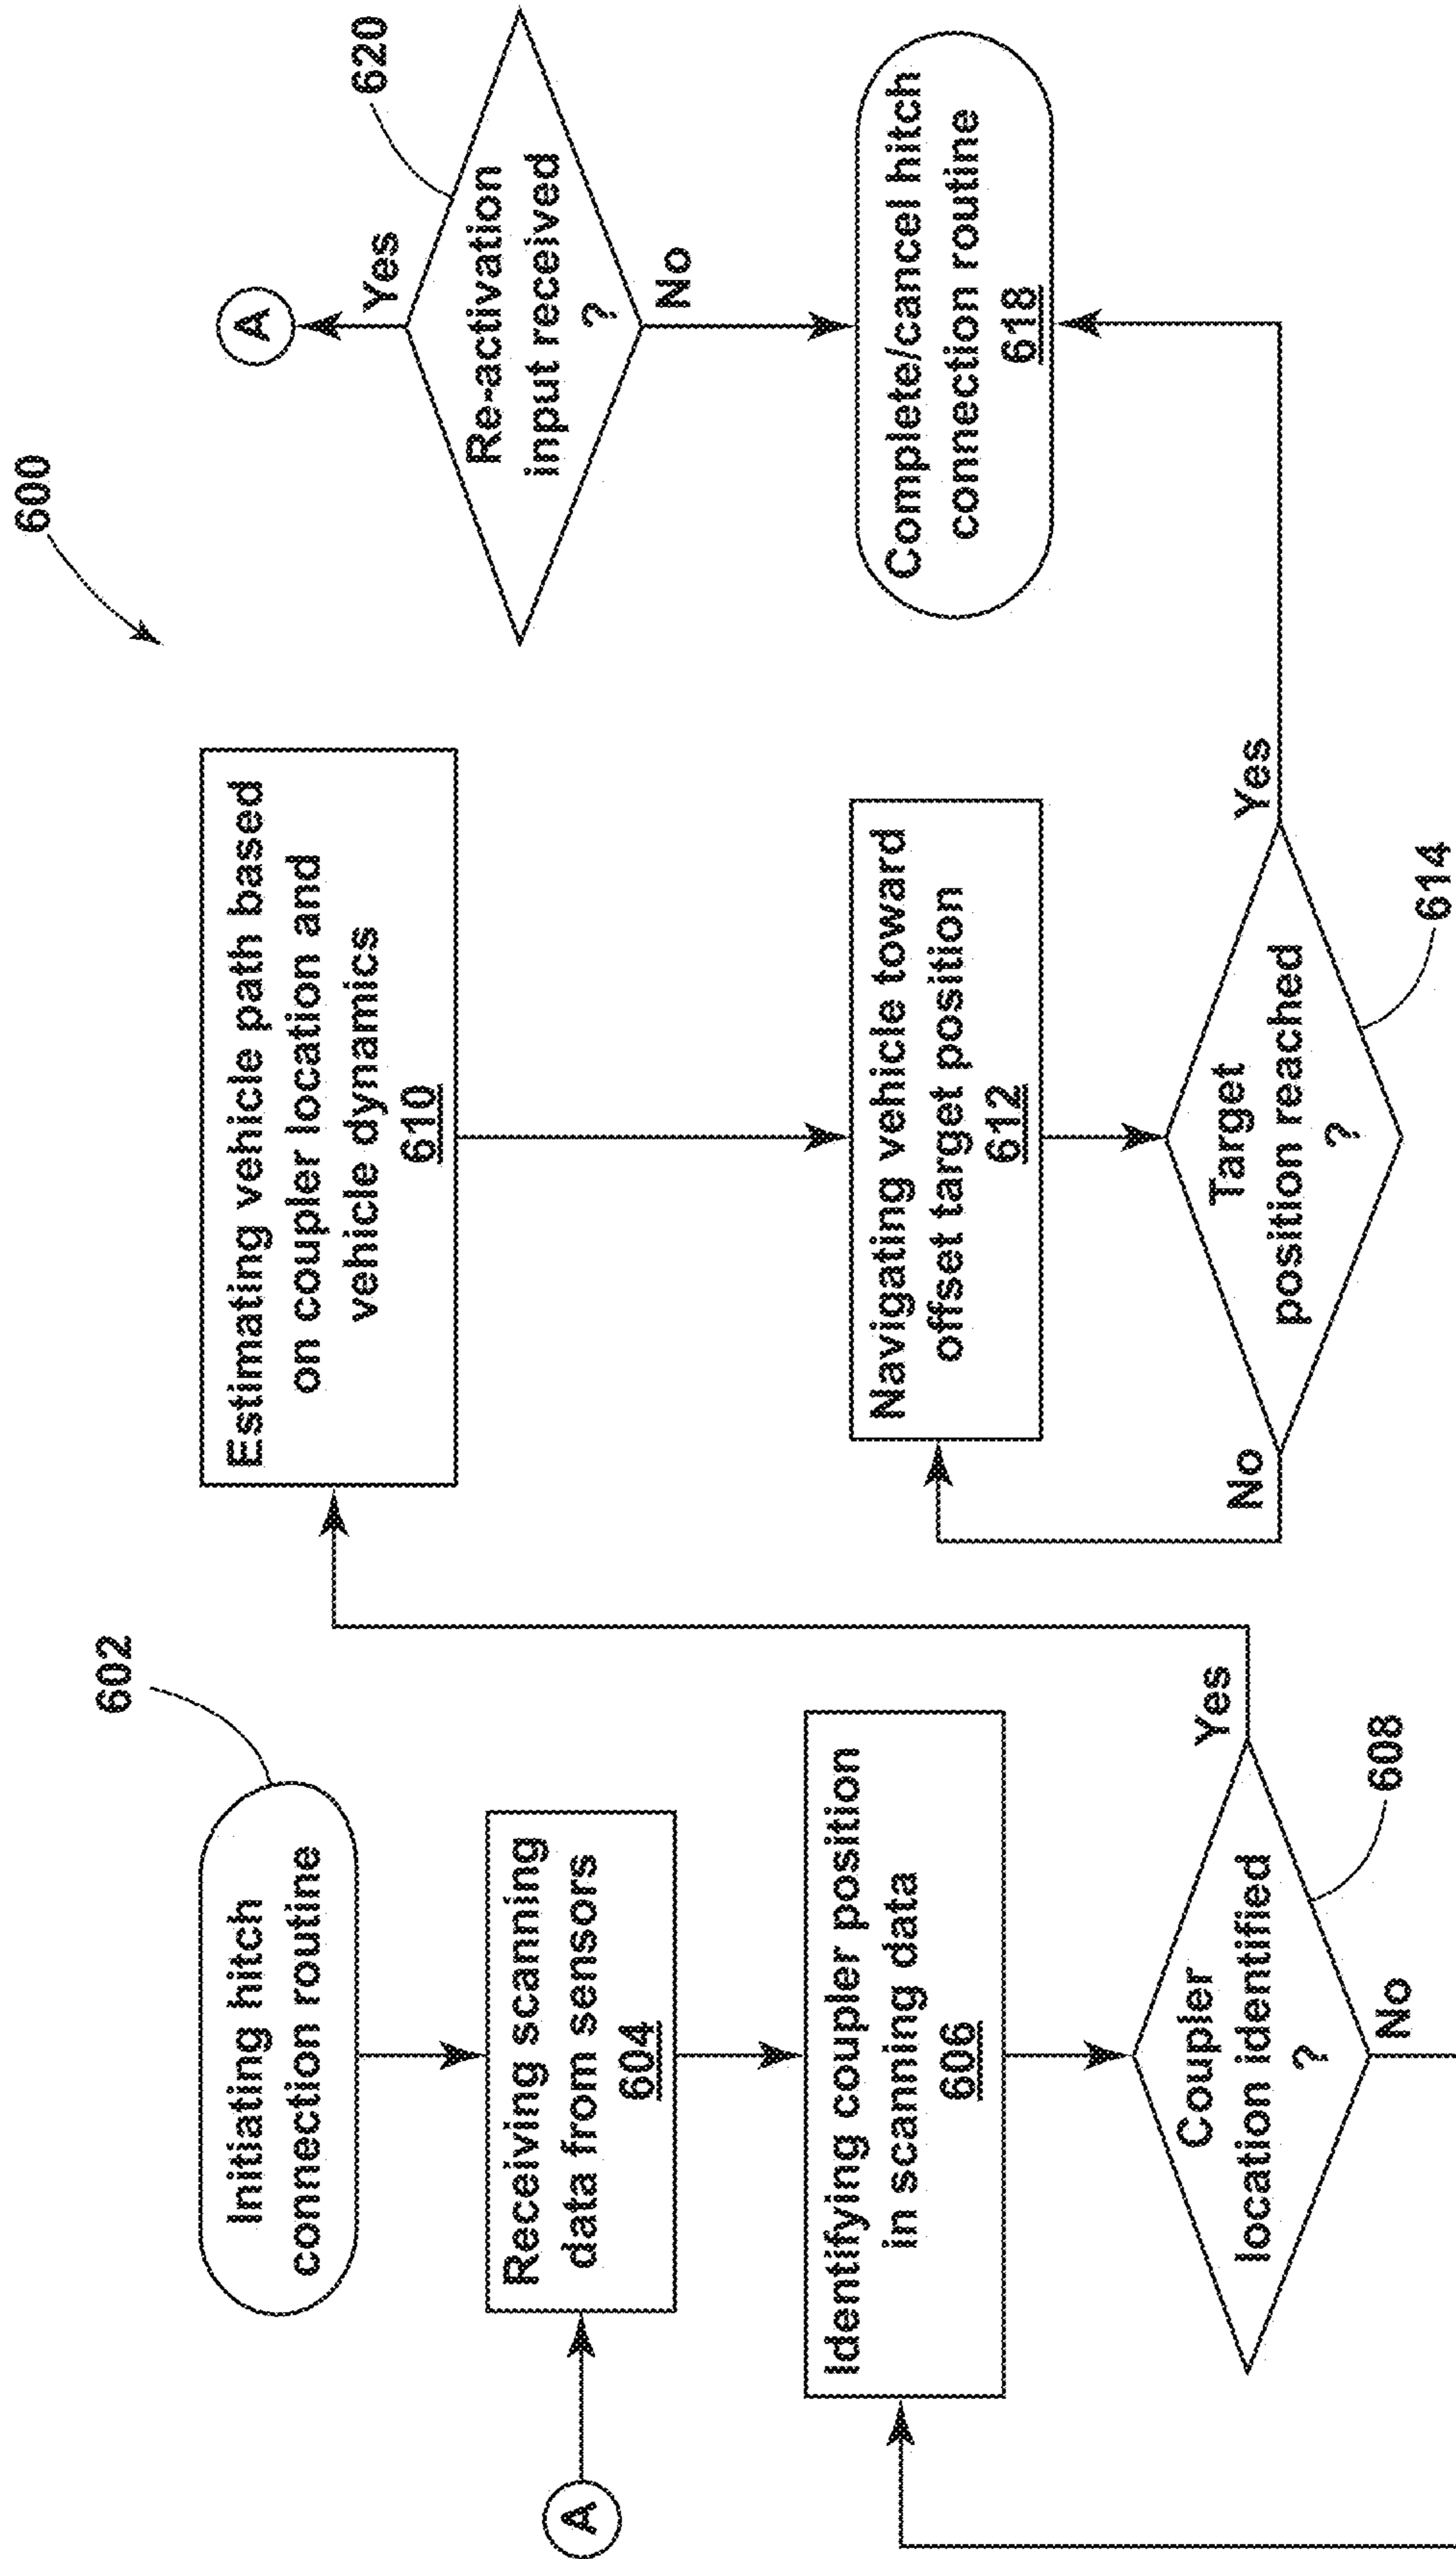 600
602
Initiating hitch
connection routine
A
Receiving scanning
data from sensors
604
Identifying coupler position
in scanning data
606
Coupler
location identified
?
608
Yes
No
Estimating vehicle path based
on coupler location and
vehicle dynamics
610
Navigating vehicle toward
offset target position
612
Target
position reached
?
614
No
Yes
A
Yes
620
Re-activation
input received
?
No
Complete/cancel hitch
connection routine
618